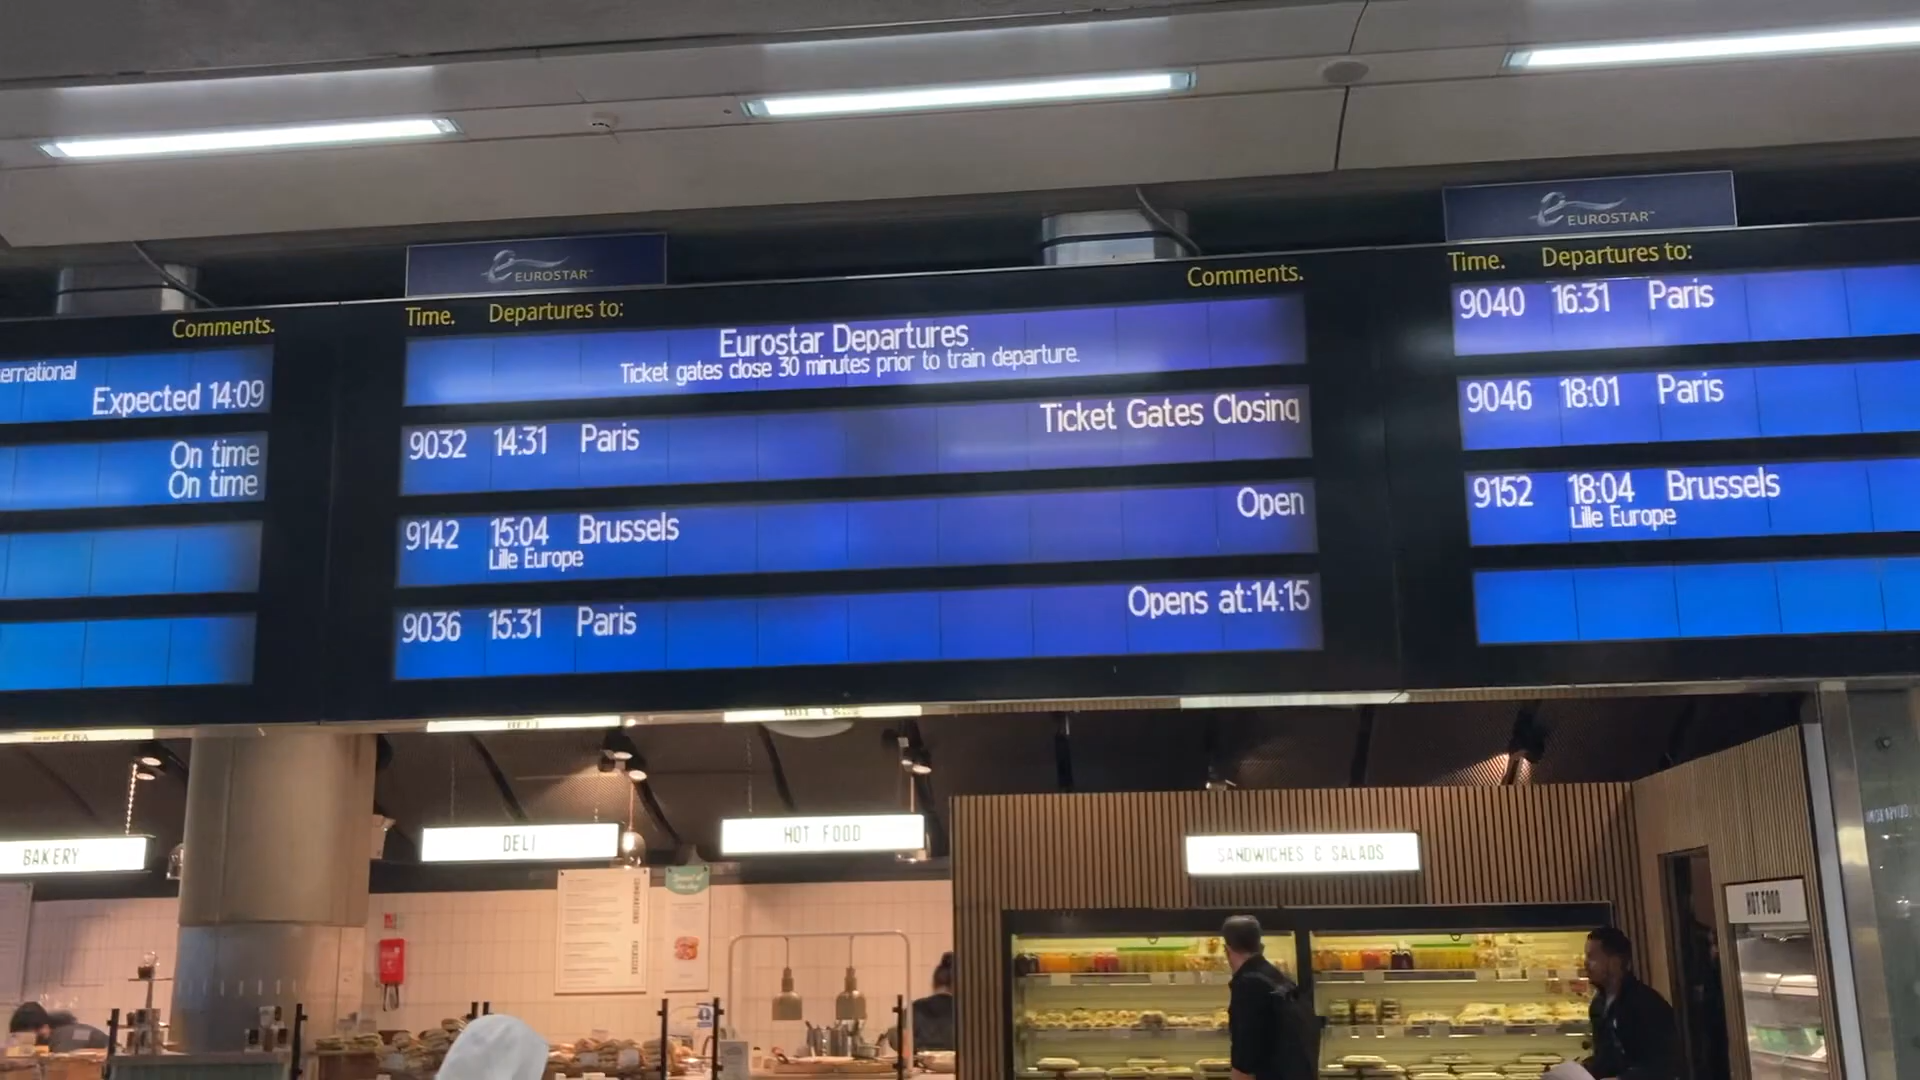 EUROSTAR™
EUROSTAR™
Comments.
ernational
Expected 14:09
On time
On time
Time. Departures to: Comments.
Eurostar Departures
Ticket gates close 30 minutes prior to train departure.
9032 14:31 Paris Ticket Gates Closing
9142 15:04 Brussels Open
Lille Europe
9036 15:31 Paris Opens at:14:15
Time. Departures to:
9040 16:31 Paris
9046 18:01 Paris
9152 18:04 Brussels
Lille Europe
BAKERY
DELI
HOT FOOD
SANDWICHES & SALADS
HOT FOOD